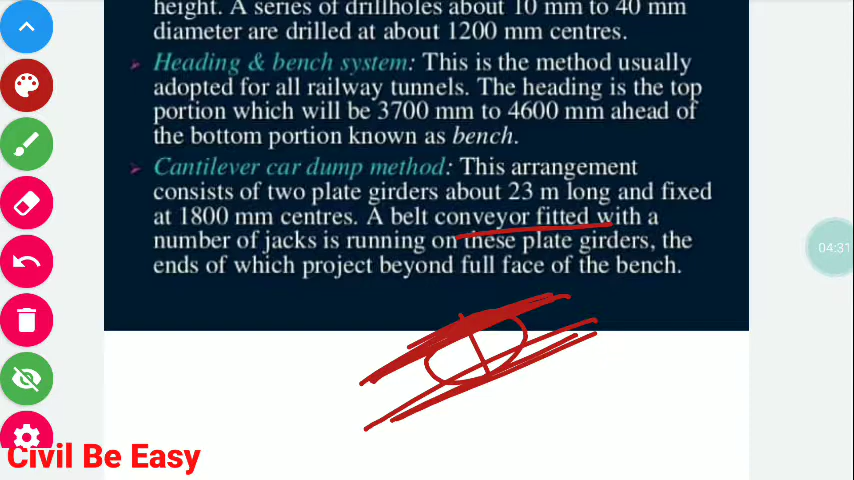 height. A series of drillholes about 10 mm to 40 mm
diameter are drilled at about 1200 mm centres.
Heading & bench system: This is the method usually
adopted for all railway tunnels. The heading is the top
portion which will be 3700 mm to 4600 mm ahead of
the bottom portion known as bench.
Cantilever car dump method: This arrangement
consists of two plate girders about 23 m long and fixed
at 1800 mm centres. A belt conveyor fitted with a
number of jacks is running on these plate girders, the
ends of which project beyond full face of the bench.
04:31
Civil Be Easy